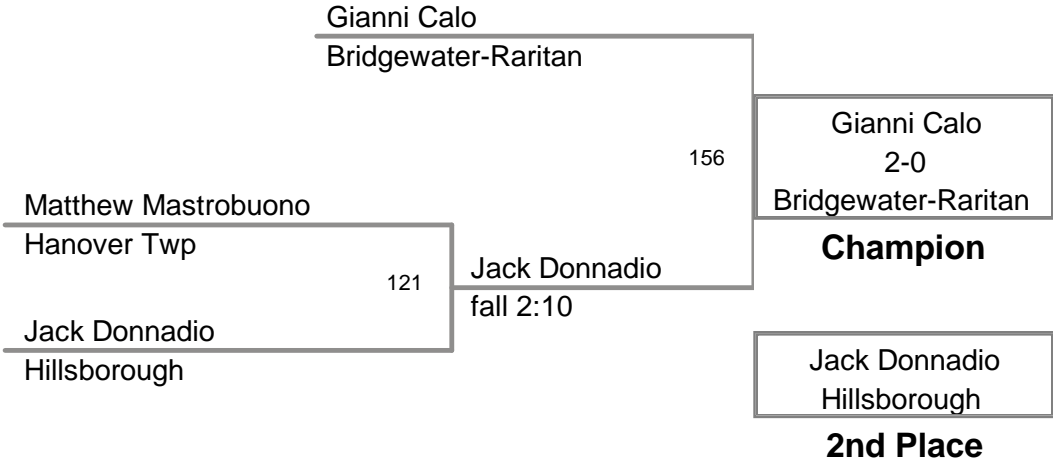 Gianni Calo
Bridgewater-Raritan
156
Gianni Calo
2-0
Bridgewater-Raritan
Champion
Matthew Mastrobuono
Hanover Twp
121
Jack Donnadio
fall 2:10
Jack Donnadio
Hillsborough
Jack Donnadio
Hillsborough
2nd Place